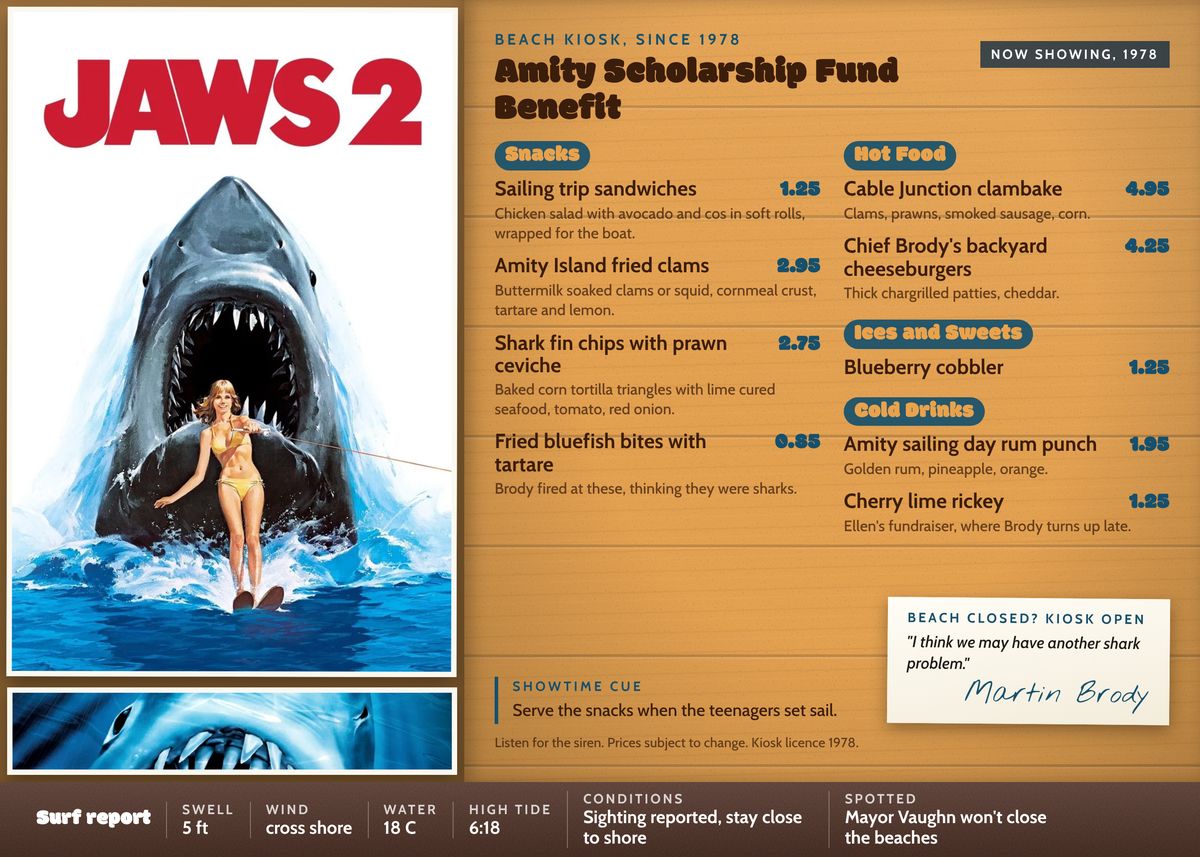 JAWS 2
BEACH KIOSK, SINCE 1978
Amity Scholarship Fund
Benefit
NOW SHOWING, 1978
Snacks
Sailing trip sandwiches 1.25
Chicken salad with avocado and cos in soft rolls,
wrapped for the boat.
Amity Island fried clams 2.95
Buttermilk soaked clams or squid, cornmeal crust,
tartare and lemon.
Shark fin chips with prawn 2.75
ceviche
Baked corn tortilla triangles with lime cured
seafood, tomato, red onion.
Fried bluefish bites with 0.85
tartare
Brody fired at these, thinking they were sharks.
Hot Food
Cable Junction clambake 4.95
Clams, prawns, smoked sausage, corn.
Chief Brody's backyard 4.25
cheeseburgers
Thick chargrilled patties, cheddar.
Ices and Sweets
Blueberry cobbler 1.25
Cold Drinks
Amity sailing day rum punch 1.95
Golden rum, pineapple, orange.
Cherry lime rickey 1.25
Ellen's fundraiser, where Brody turns up late.
BEACH CLOSED? KIOSK OPEN
"I think we may have another shark
problem."
Martin Brody
SHOWTIME CUE
Serve the snacks when the teenagers set sail.
Listen for the siren. Prices subject to change. Kiosk licence 1978.
Surf report
SWELL
5 ft
WIND
cross shore
WATER
18 C
HIGH TIDE
6:18
CONDITIONS
Sighting reported, stay close
to shore
SPOTTED
Mayor Vaughn won't close
the beaches